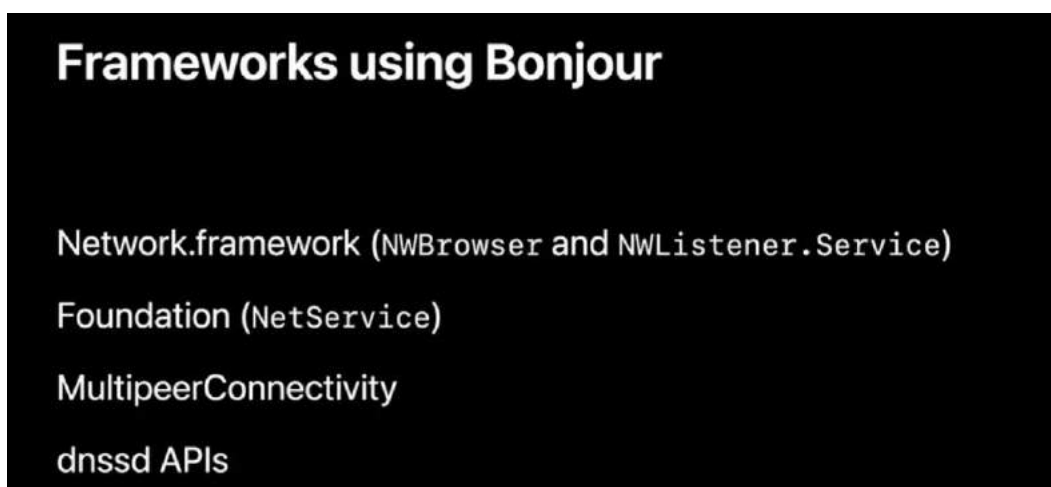 Frameworks using Bonjour
Network.framework (NWBrowser and NWListener.Service)
Foundation (NetService)
MultipeerConnectivity
dnssd APIs